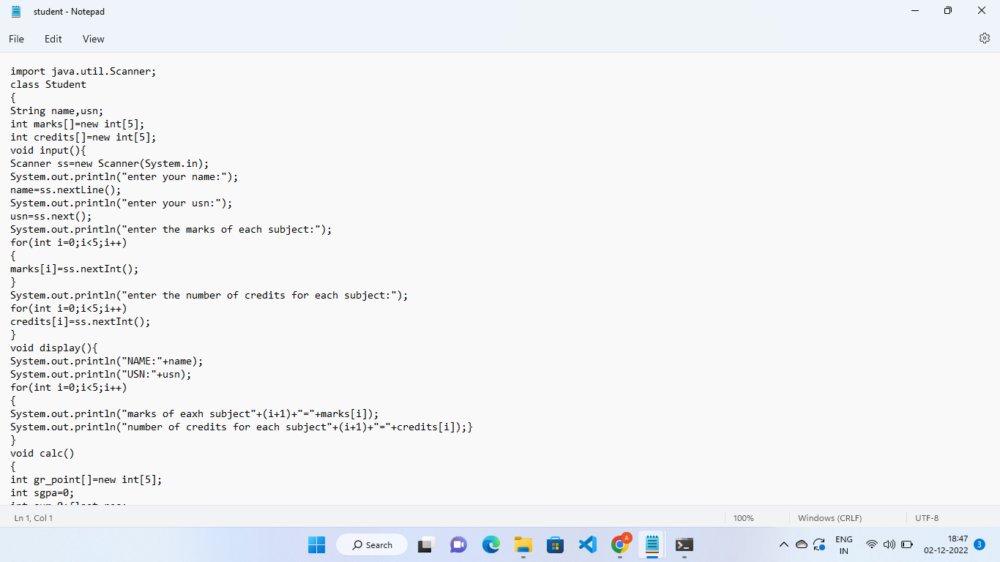 student - Notepad
File Edit View
import java.util.Scanner;
class Student
{
String name,usn;
int marks[]=new int[5];
int credits[]=new int[5];
void input(){
Scanner ss=new Scanner(System.in);
System.out.println("enter your name:");
name=ss.nextLine();
System.out.println("enter your usn:");
usn=ss.next();
System.out.println("enter the marks of each subject:");
for(int i=0;i<5;i++)
{
marks[i]=ss.nextInt();
}
System.out.println("enter the number of credits for each subject:");
for(int i=0;i<5;i++)
credits[i]=ss.nextInt();
}
void display(){
System.out.println("NAME:"+name);
System.out.println("USN:"+usn);
for(int i=0;i<5;i++)
{
System.out.println("marks of eaxh subject"+(i+1)+"="+marks[i]);
System.out.println("number of credits for each subject"+(i+1)+"="+credits[i]);}
}
void calc()
{
int gr_point[]=new int[5];
int sgpa=0;
Ln 1, Col 1 100% Windows (CRLF) UTF-8
Search A ENG 18:47
IN 02-12-2022 3